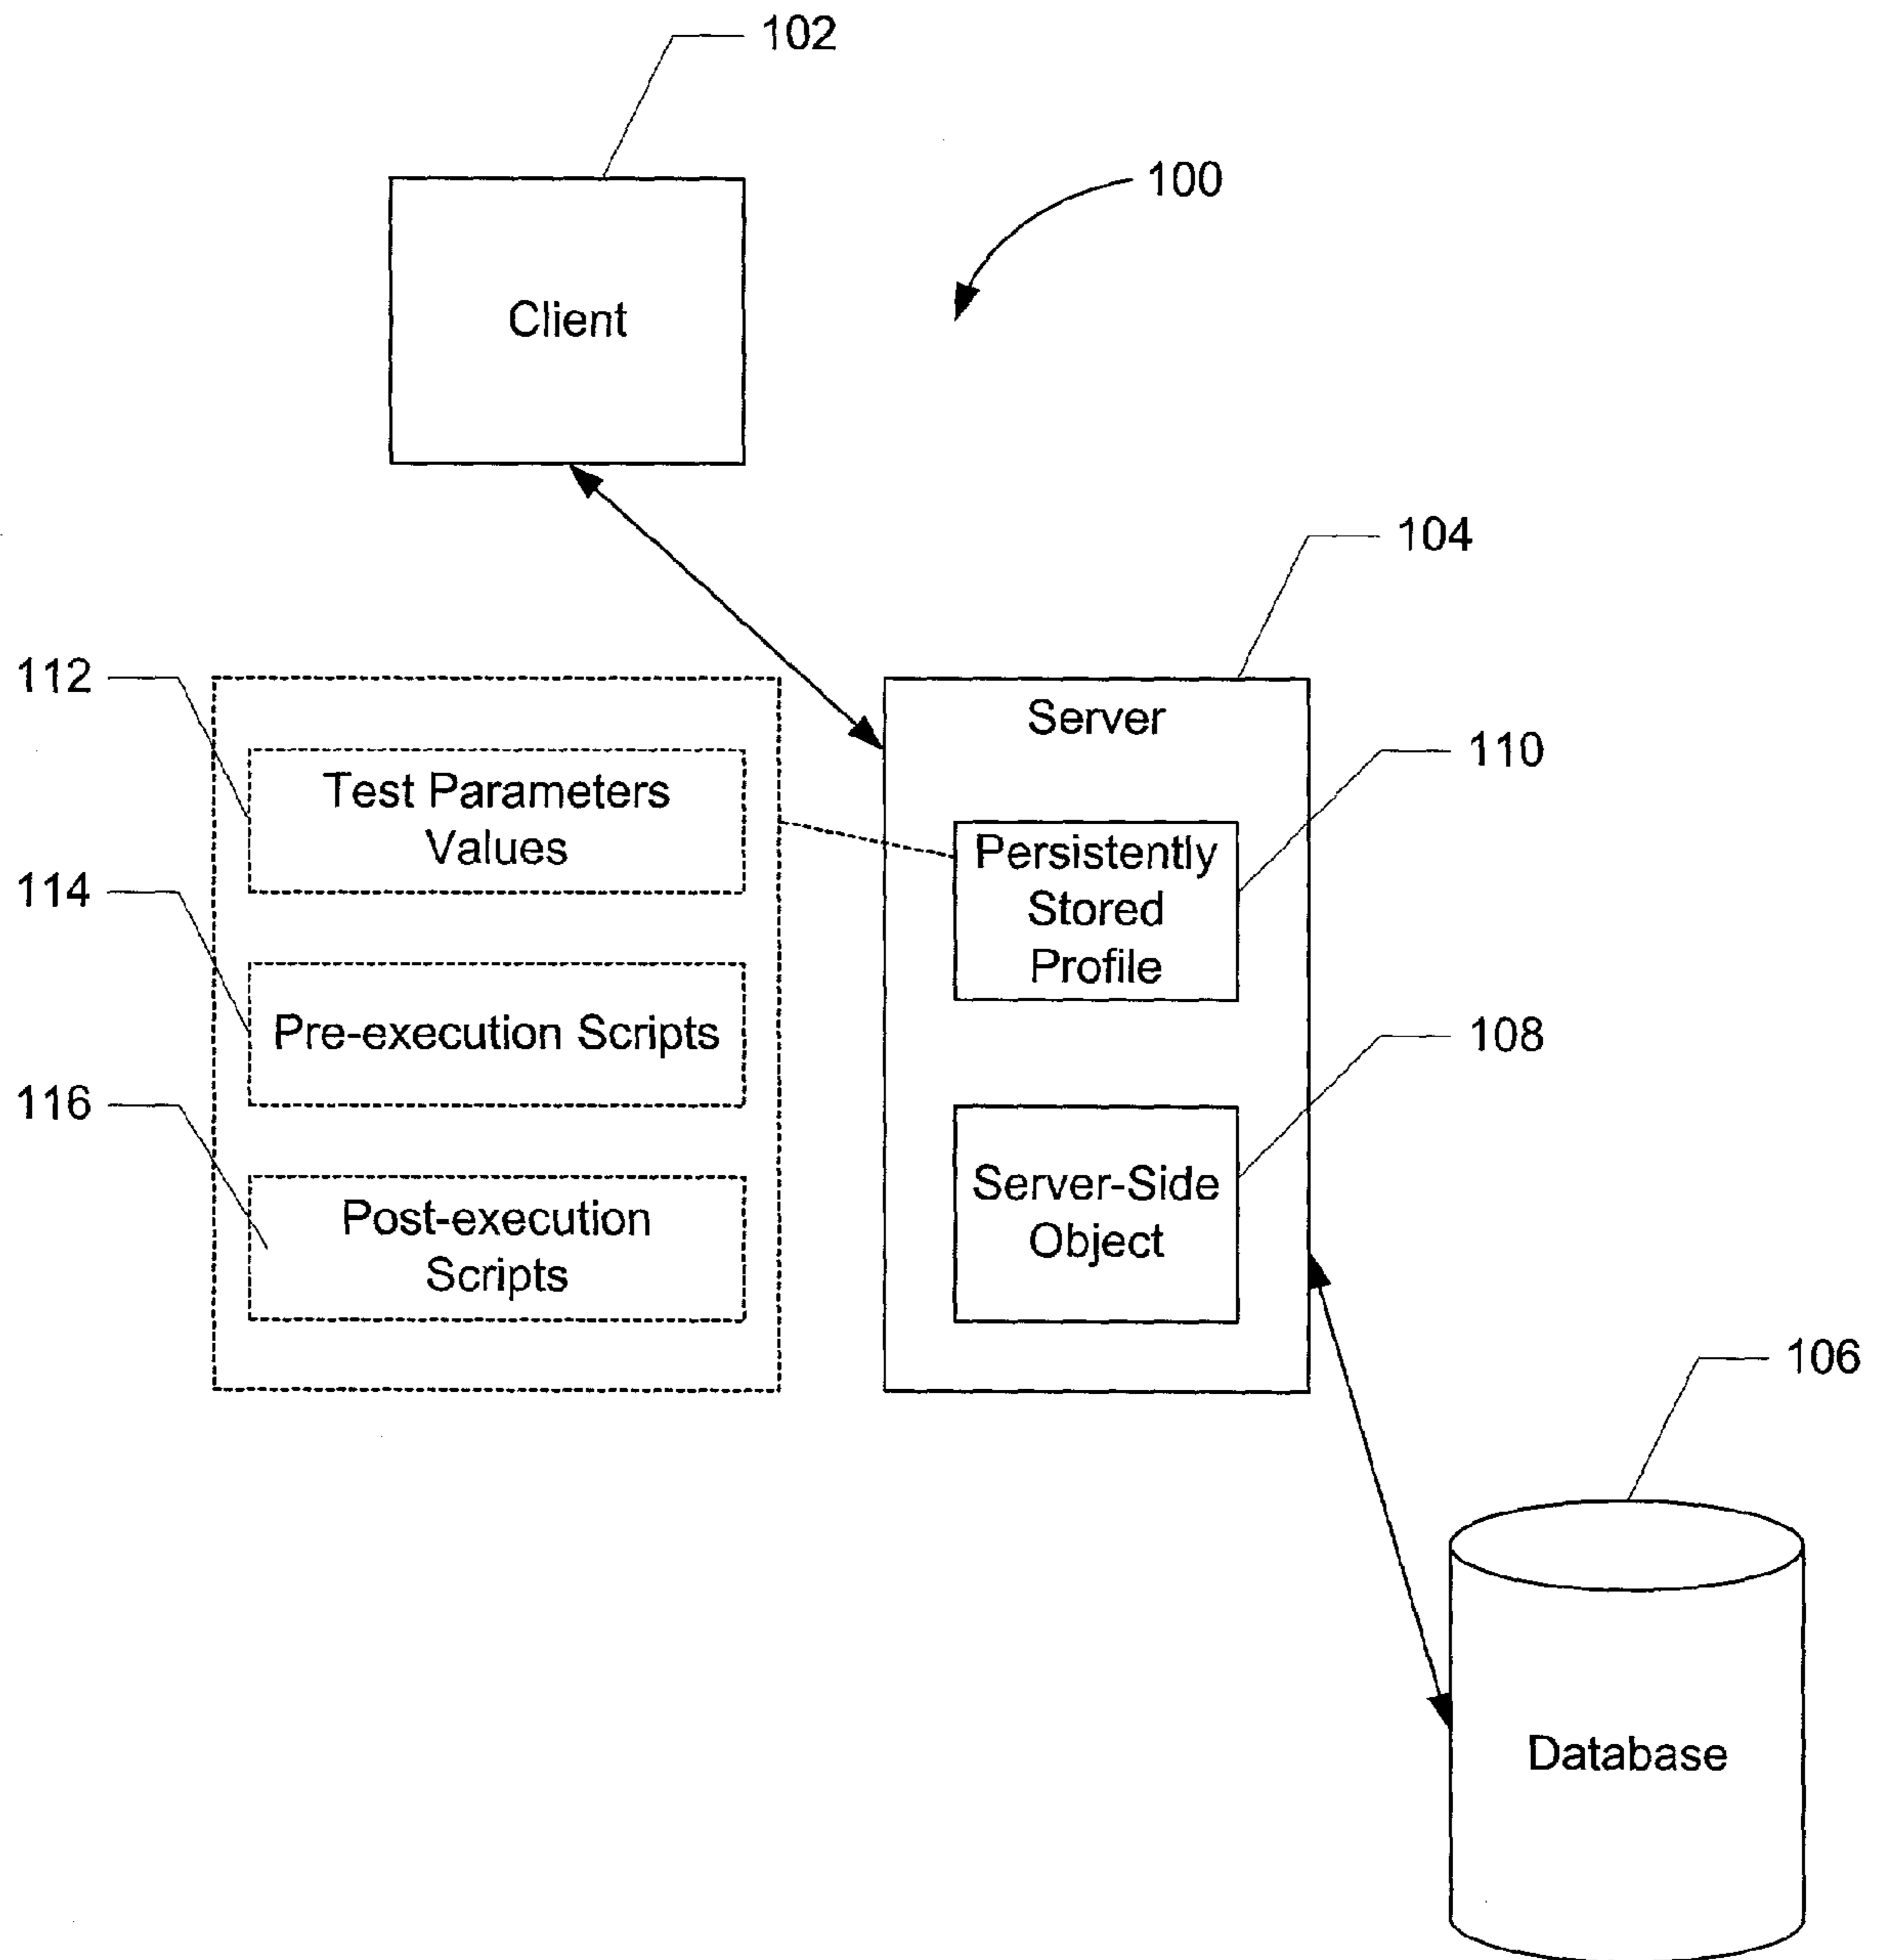 102
100
Client
104
112
Server
110
Test Parameters
Values
Persistently
Stored
Profile
114
Pre-execution Scripts
108
116
Server-Side
Object
Post-execution
Scripts
106
Database